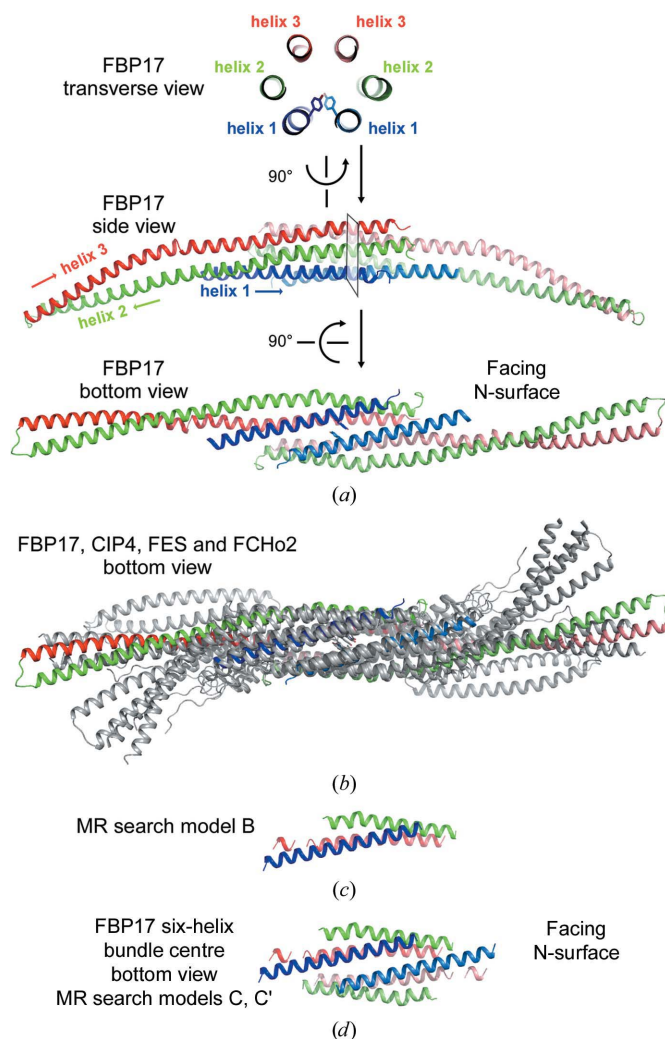 helix 3 helix 3
FBP17
transverse view
helix 2 helix 2
helix 1 helix 1
90°
FBP17
side view
helix 3
helix 2
helix 1
90°
FBP17
bottom view
Facing
N-surface
(a)
FBP17, CIP4, FES and FCHo2
bottom view
(b)
MR search model B
(c)
FBP17 six-helix
bundle centre
bottom view
MR search models C, C'
Facing
N-surface
(d)